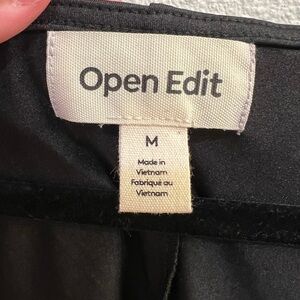 Open Edit
M
Made in
Vietnam
Fabriqué au
Vietnam